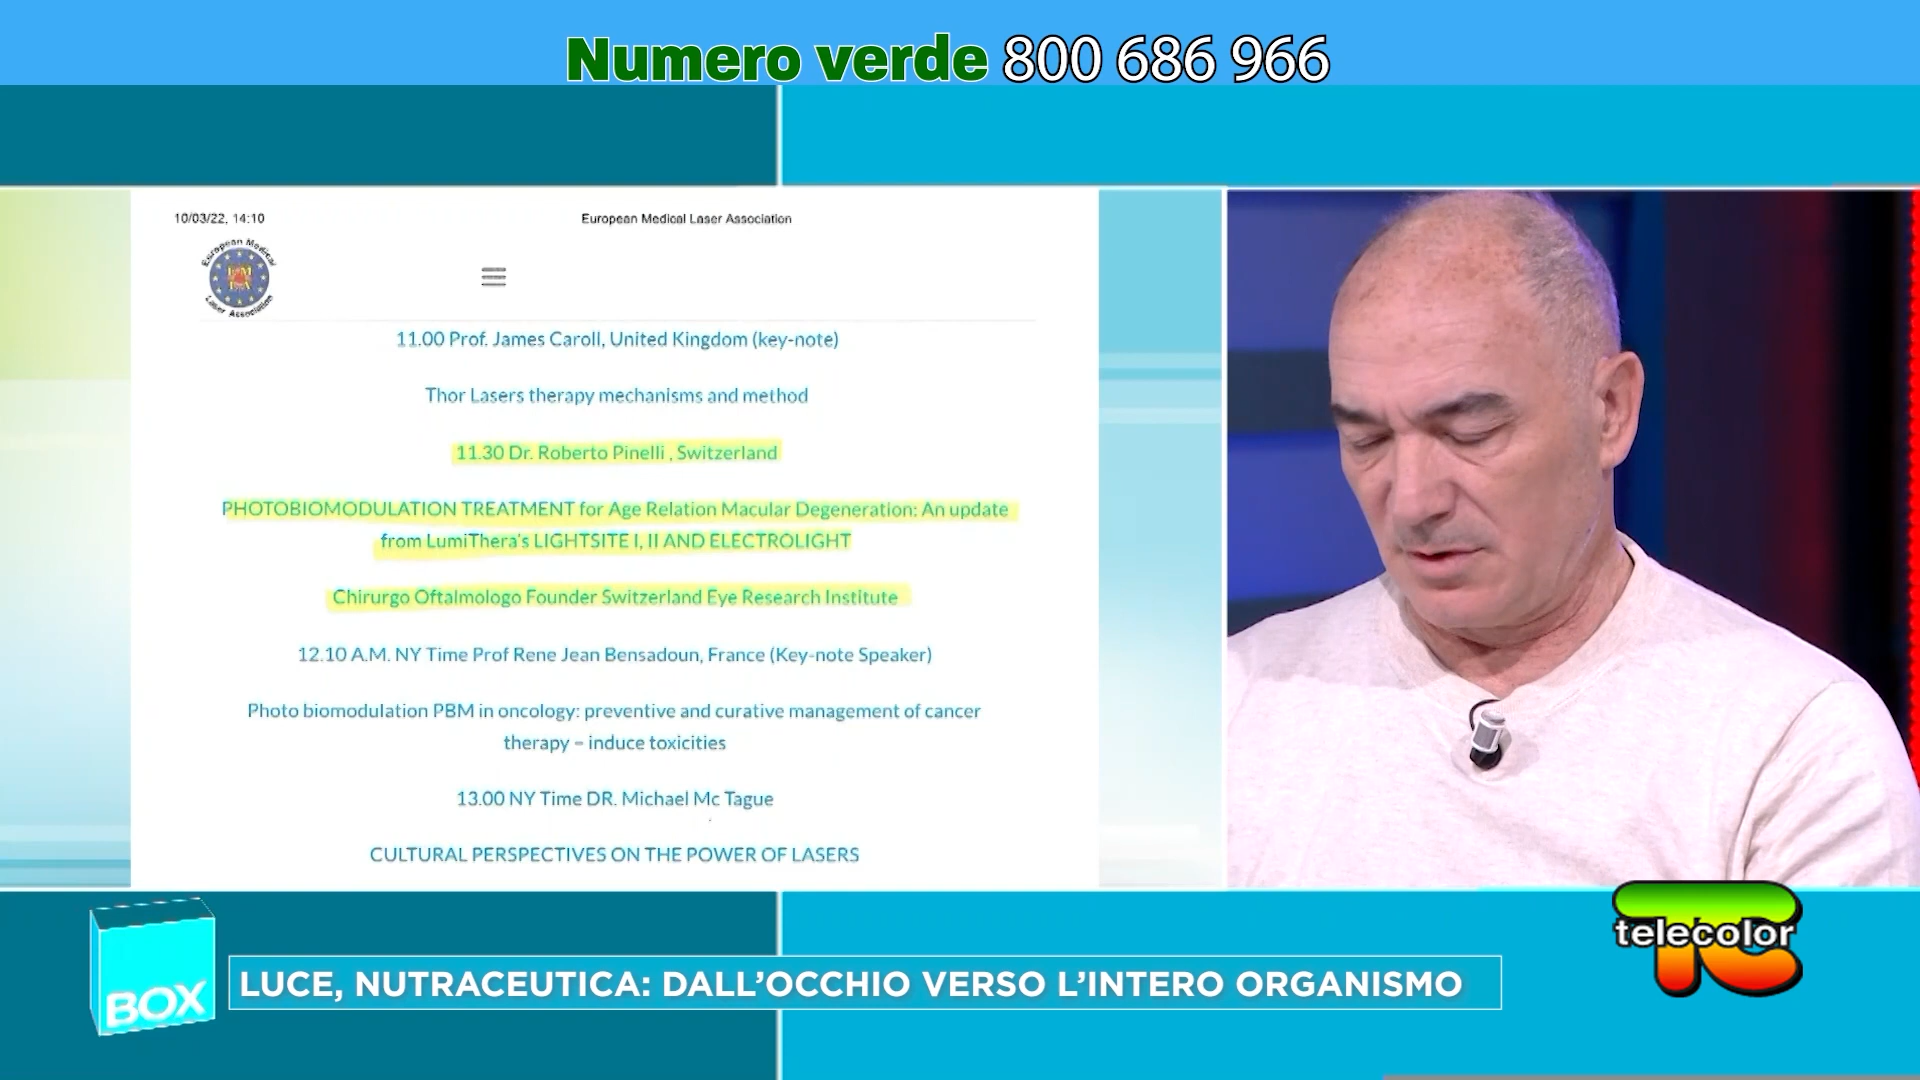 Numero verde 800 686 966
10/03/22, 14:10
European Medical Laser Association
European Medical
Laser Association
11.00 Prof. James Caroll, United Kingdom (key-note)
Thor Lasers therapy mechanisms and method
11.30 Dr. Roberto Pinelli , Switzerland
PHOTOBIOMODULATION TREATMENT for Age Relation Macular Degeneration: An update
from LumiThera's LIGHTSITE I, II AND ELECTROLIGHT
Chirurgo Oftalmologo Founder Switzerland Eye Research Institute
12.10 A.M. NY Time Prof Rene Jean Bensadoun, France (Key-note Speaker)
Photo biomodulation PBM in oncology: preventive and curative management of cancer
therapy – induce toxicities
13.00 NY Time DR. Michael Mc Tague
CULTURAL PERSPECTIVES ON THE POWER OF LASERS
BOX
LUCE, NUTRACEUTICA: DALL'OCCHIO VERSO L'INTERO ORGANISMO
telecolor
TC